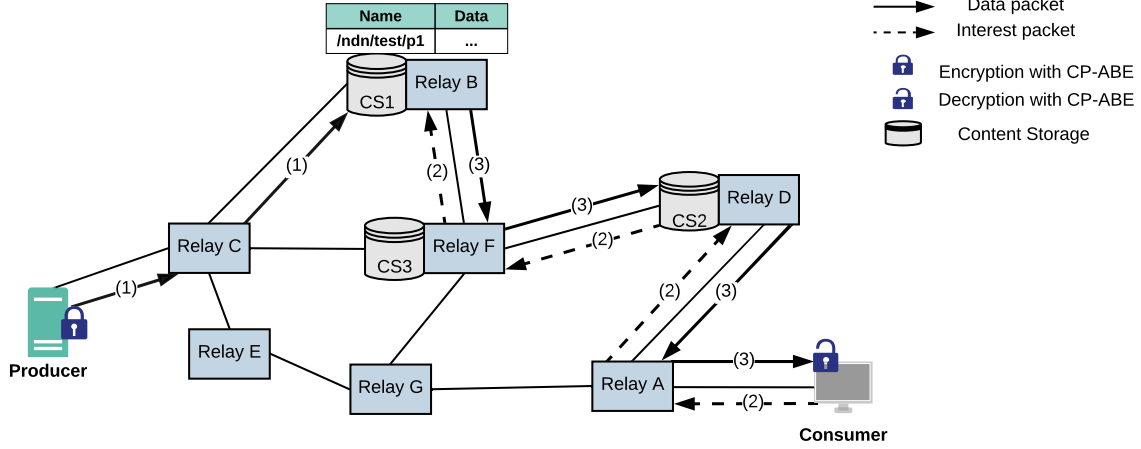 Name Data
/ndn/test/p1 ...
Data packet
Interest packet
Encryption with CP-ABE
Decryption with CP-ABE
Content Storage
CS1
Relay B
(1)
(2)
(3)
Relay C
CS3
Relay F
(3)
(2)
CS2
Relay D
(1)
Producer
Relay E
Relay G
(2)
(3)
Relay A
(3)
(2)
Consumer